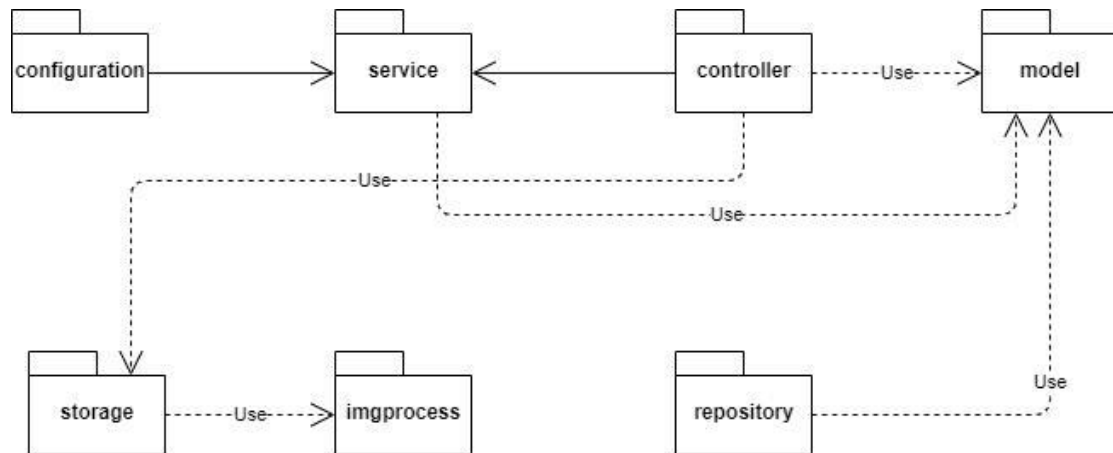 configuration
service
controller
Use
model
Use
Use
storage
Use
imgprocess
repository
Use